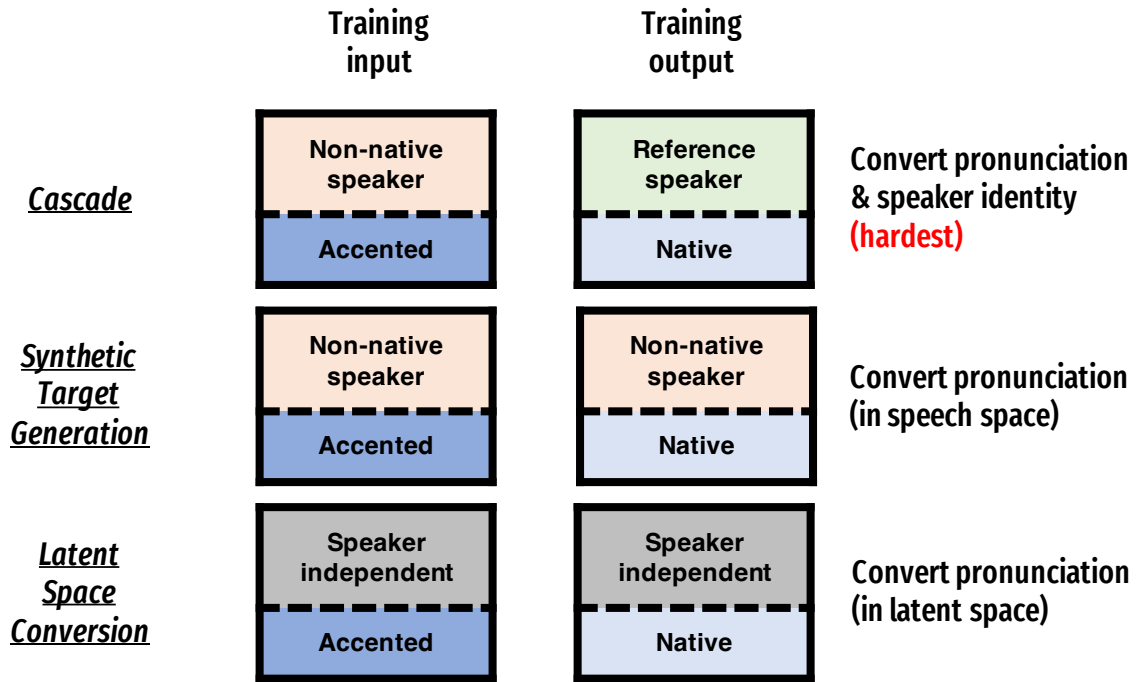 Training
input
Training
output
Cascade
Non-native
speaker
Accented
Reference
speaker
Native
Convert pronunciation
& speaker identity
(hardest)
Synthetic
Target
Generation
Non-native
speaker
Accented
Non-native
speaker
Native
Convert pronunciation
(in speech space)
Latent
Space
Conversion
Speaker
independent
Accented
Speaker
independent
Native
Convert pronunciation
(in latent space)